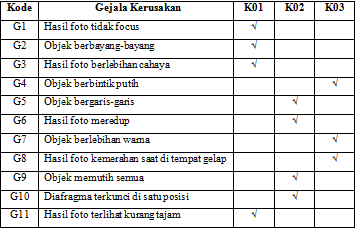 Kode Gejala Kerusakan K01 K02 K03
G1 Hasil foto tidak focus √
G2 Objek berbayang-bayang √
G3 Hasil foto berlebihan cahaya √
G4 Objek berbintik putih √
G5 Objek bergaris-garis √
G6 Hasil foto meredup √
G7 Objek berlebihan warna √
G8 Hasil foto kemerahan saat di tempat gelap √
G9 Objek memutih semua √
G10 Diafragma terkunci di satu posisi √
G11 Hasil foto terlihat kurang tajam √